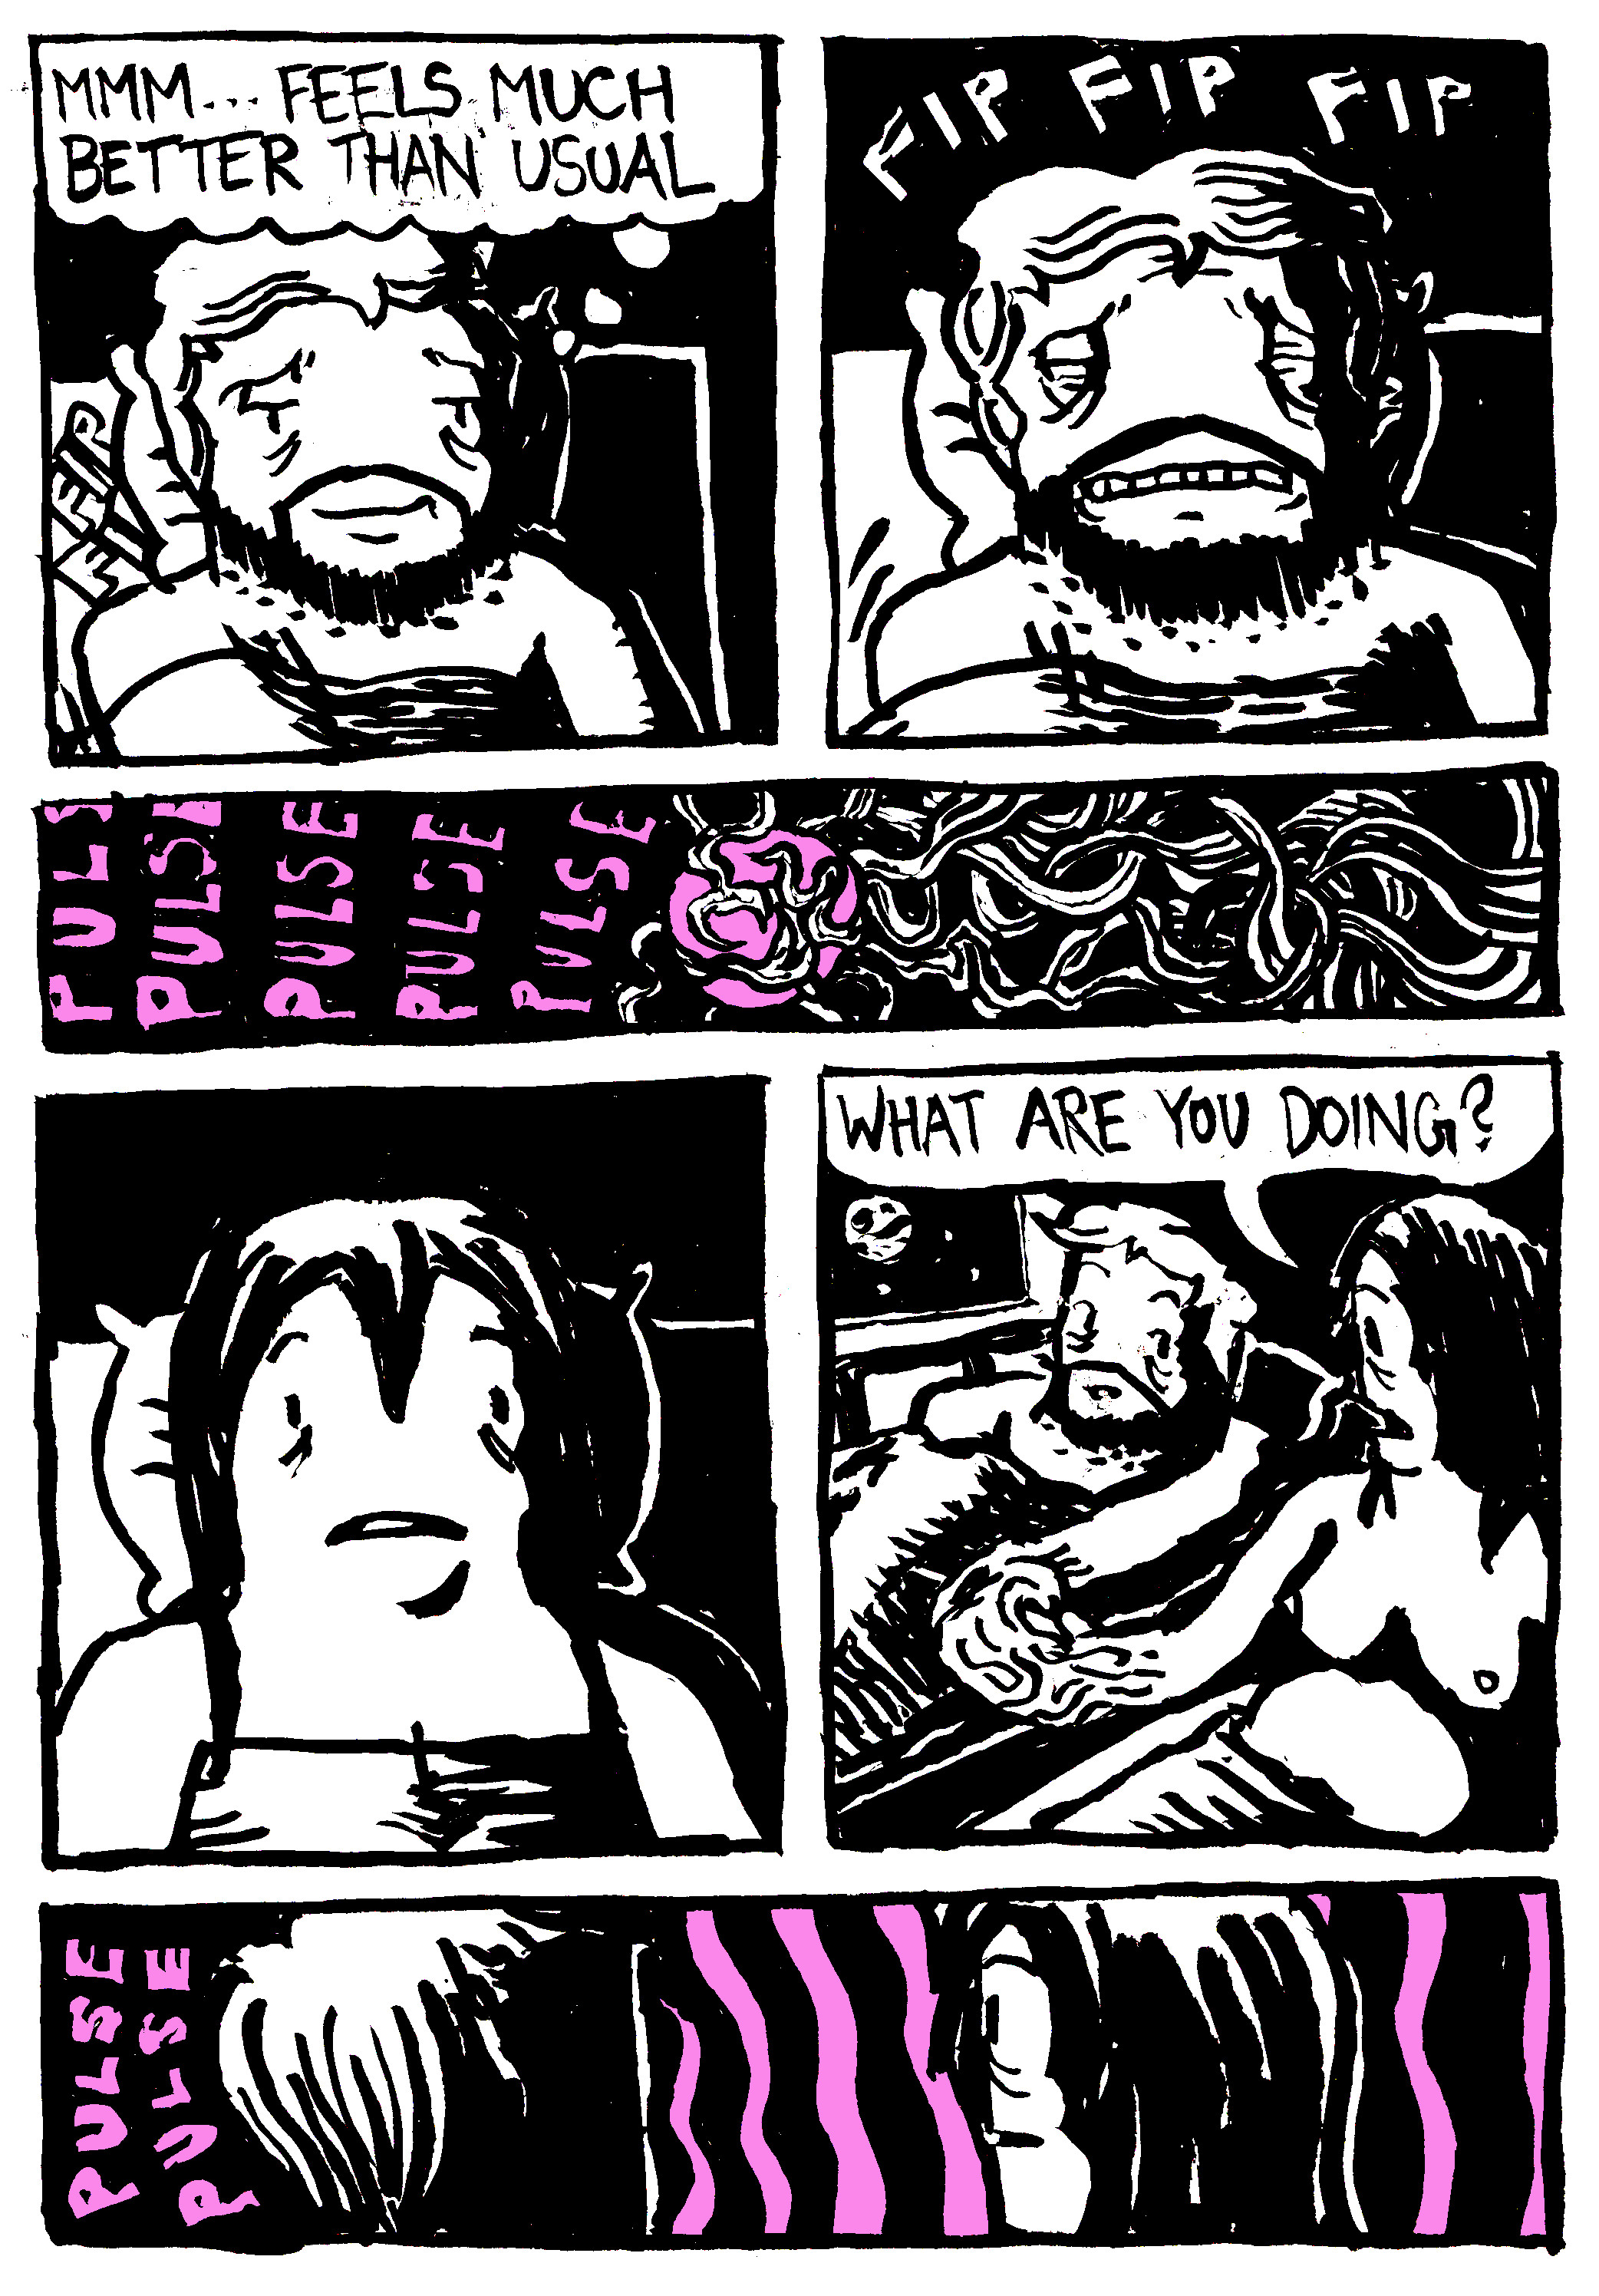 MMM... FEELS MUCH
BETTER THAN USUAL
FIP
FIP
FIP FIP FIP
PULSE
PULSE
PULSE
PULSE
PULSE
WHAT ARE YOU DOING?
PULSE
PULSE